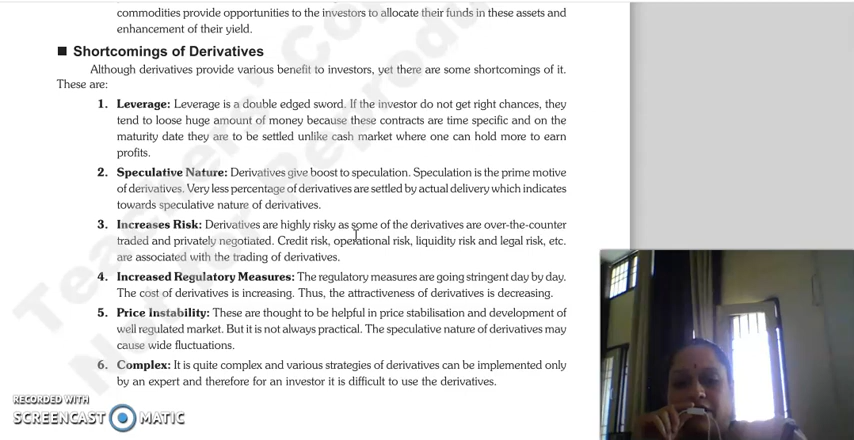 commodities provide opportunities to the investors to allocate their funds in these assets and
enhancement of their yield.
■ Shortcomings of Derivatives
Although derivatives provide various benefit to investors, yet there are some shortcomings of it.
These are:
1. Leverage: Leverage is a double edged sword. If the investor do not get right chances, they
tend to loose huge amount of money because these contracts are time specific and on the
maturity date they are to be settled unlike cash market where one can hold more to earn
profits.
2. Speculative Nature: Derivatives give boost to speculation. Speculation is the prime motive
of derivatives. Very less percentage of derivatives are settled by actual delivery which indicates
towards speculative nature of derivatives.
3. Increases Risk: Derivatives are highly risky as some of the derivatives are over-the-counter
traded and privately negotiated. Credit risk, operational risk, liquidity risk and legal risk, etc.
are associated with the trading of derivatives.
4. Increased Regulatory Measures: The regulatory measures are going stringent day by day.
The cost of derivatives is increasing. Thus, the attractiveness of derivatives is decreasing.
5. Price Instability: These are thought to be helpful in price stabilisation and development of
well regulated market. But it is not always practical. The speculative nature of derivatives may
cause wide fluctuations.
6. Complex: It is quite complex and various strategies of derivatives can be implemented only
by an expert and therefore for an investor it is difficult to use the derivatives.
RECORDED WITH
SCREENCAST MATIC